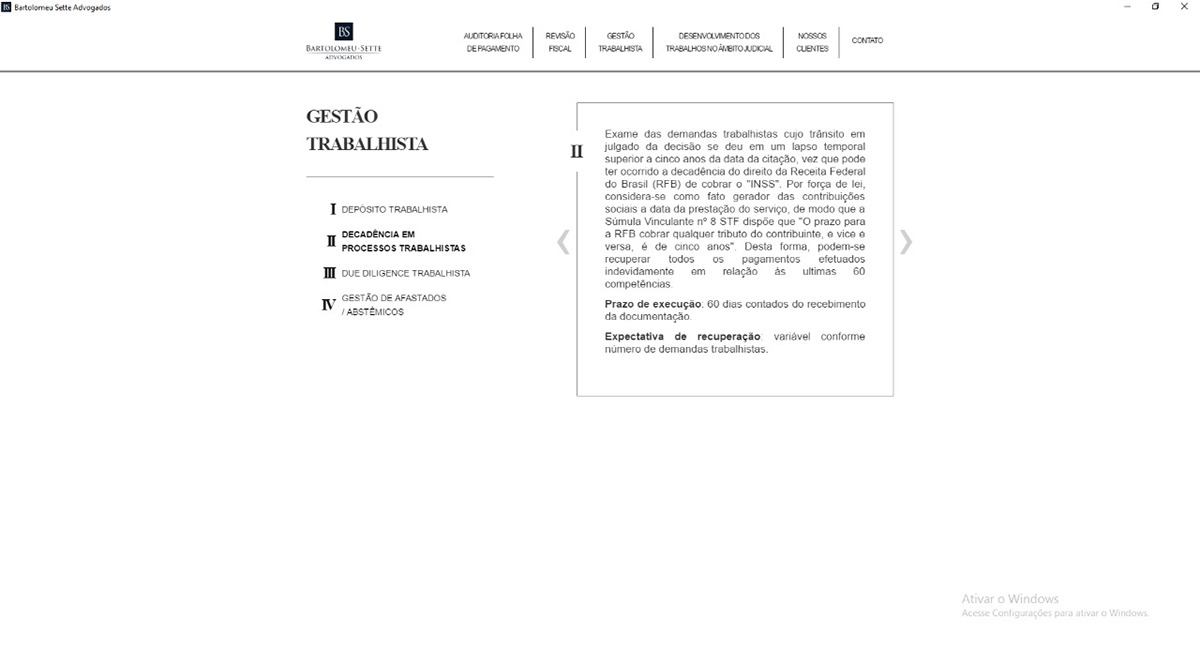 BS Bartolomeu Sette Advogados
BS
BARTOLOMEU·SETTE
ADVOGADOS
AUDITORIA FOLHA
DE PAGAMENTO
REVISÃO
FISCAL
GESTÃO
TRABALHISTA
DESENVOLVIMENTO DOS
TRABALHOS NO ÂMBITO JUDICIAL
NOSSOS
CLIENTES
CONTATO
GESTÃO
TRABALHISTA
I DEPÓSITO TRABALHISTA
II DECADÊNCIA EM
PROCESSOS TRABALHISTAS
III DUE DILIGENCE TRABALHISTA
IV GESTÃO DE AFASTADOS
/ ABSTÊMICOS
II
Exame das demandas trabalhistas cujo trânsito em
julgado da decisão se deu em um lapso temporal
superior a cinco anos da data da citação, vez que pode
ter ocorrido a decadência do direito da Receita Federal
do Brasil (RFB) de cobrar o "INSS". Por força de lei,
considera-se como fato gerador das contribuições
sociais a data da prestação do serviço, de modo que a
Súmula Vinculante nº 8 STF dispõe que "O prazo para
a RFB cobrar qualquer tributo do contribuinte, e vice e
versa, é de cinco anos". Desta forma, podem-se
recuperar todos os pagamentos efetuados
indevidamente em relação às ultimas 60
competências.
Prazo de execução: 60 dias contados do recebimento
da documentação.
Expectativa de recuperação: variável conforme
número de demandas trabalhistas.
Ativar o Windows
Acesse Configurações para ativar o Windows.